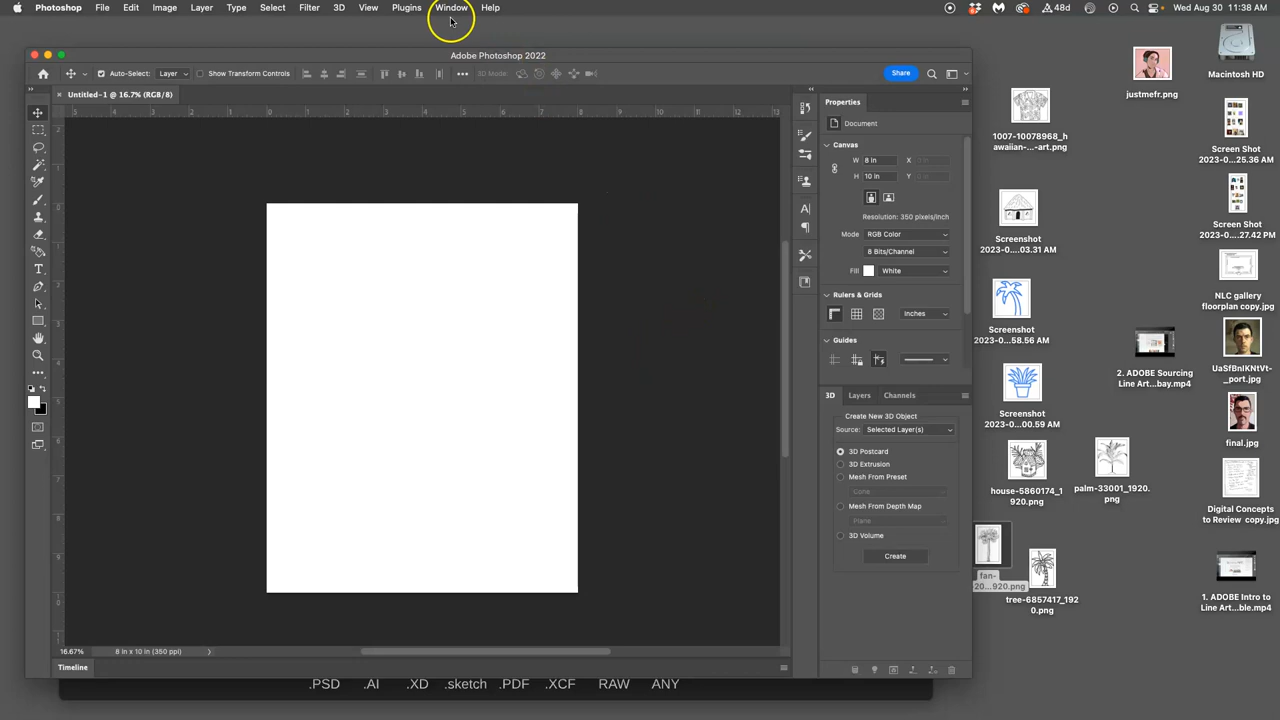 Photoshop File Edit Image Layer Type Select Filter 3D View Plugins Window Help 48d Wed Aug 30 11:38 AM
Adobe Photoshop 2022
Auto-Select: Layer Show Transform Controls 3D Mode: Share
Untitled-1 @ 16.7% (RGB/8)
Properties
Document
Canvas
W 8 in X
H 10 in Y
Resolution: 350 pixels/inch
Mode RGB Color
8 Bits/Channel
Fill White
Rulers & Grids
Inches
Guides
3D Layers Channels
Create New 3D Object
Source: Selected Layer(s)
3D Postcard
3D Extrusion
Mesh From Preset
Cone
Mesh From Depth Map
Plane
3D Volume
Create
16.67% 8 in x 10 in (350 ppi)
Timeline
.PSD .AI .XD .sketch .PDF .XCF RAW ANY
justmefr.png
Macintosh HD
1007-10078968_h
awaiian-...-art.png
Screen Shot
2023-0...25.36 AM
Screenshot
2023-0...03.31 AM
Screen Shot
2023-0....27.42 PM
Screenshot
2023-0...58.56 AM
NLC gallery
floorplan copy.jpg
2. ADOBE Sourcing
Line Art...bay.mp4
UaSfBnIKNtVt-
_port.jpg
Screenshot
2023-0...00.59 AM
final.jpg
house-5860174_1
920.png
palm-33001_1920.
png
Digital Concepts
to Review copy.jpg
fan-
20...920.png
tree-6857417_192
0.png
1. ADOBE Intro to
Line Art...ble.mp4